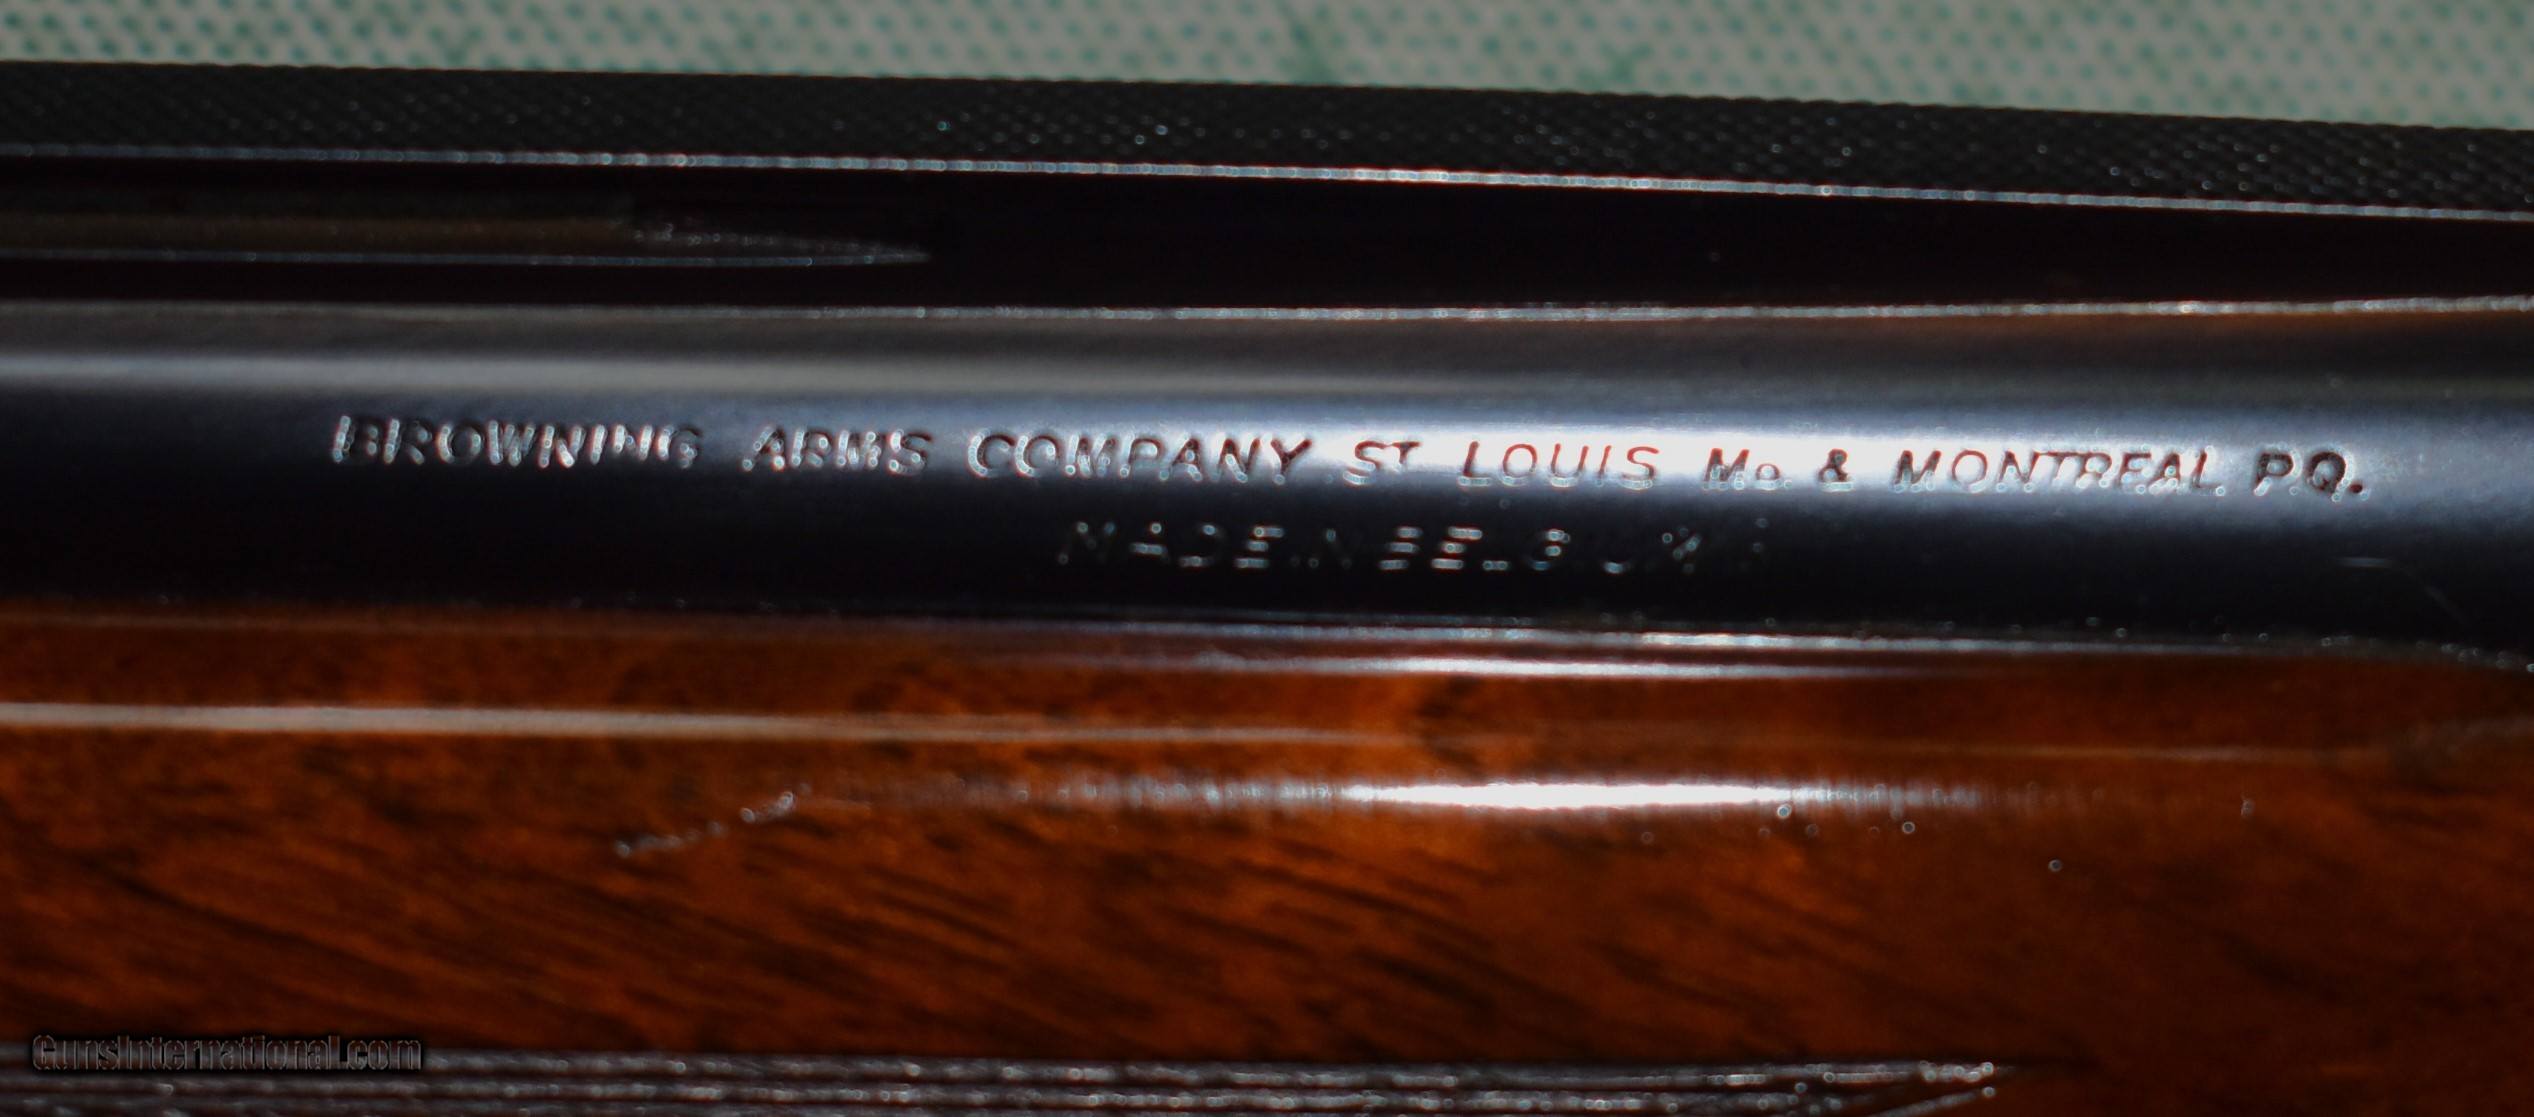 BROWNING ARMS COMPANY ST LOUIS Mo. & MONTREAL P.Q.
MADE IN BELGIUM
GunsInternational.com